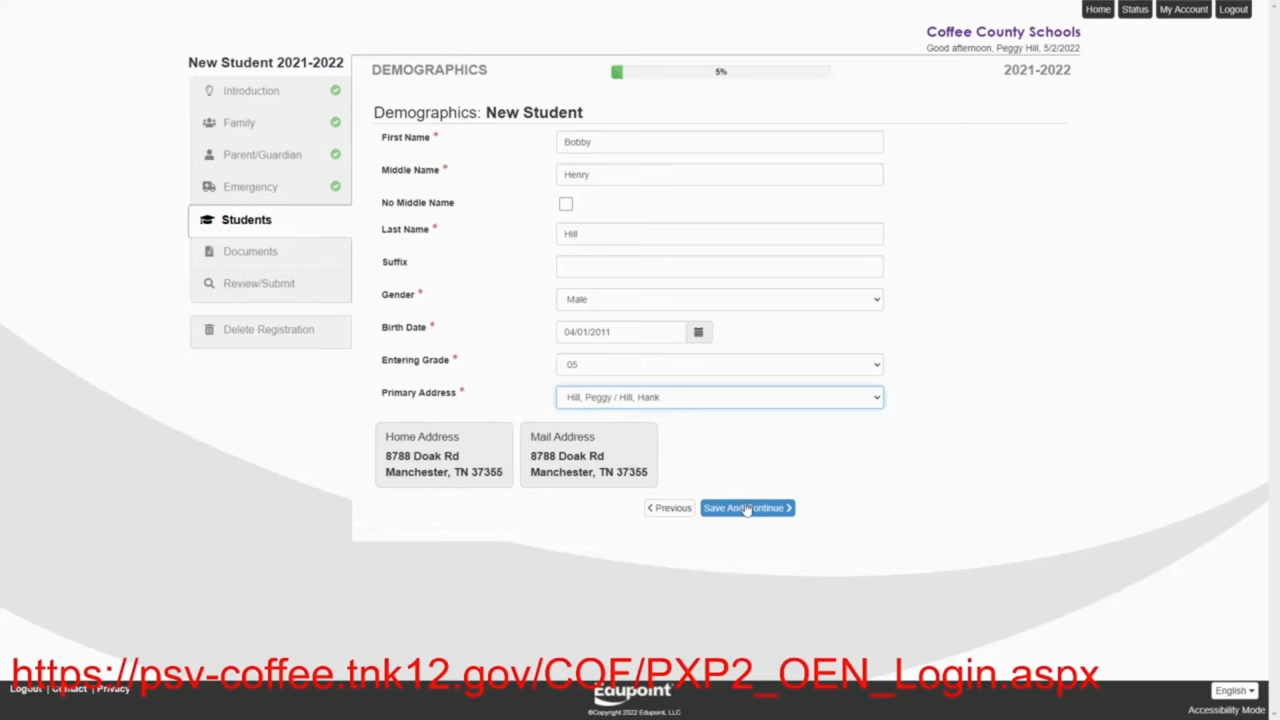 Home Status My Account Logout
Coffee County Schools
Good afternoon, Peggy Hill, 5/2/2022
New Student 2021-2022
DEMOGRAPHICS 5% 2021-2022
Introduction
Family
Parent/Guardian
Emergency
Students
Documents
Review/Submit
Delete Registration
Demographics: New Student
First Name * Bobby
Middle Name * Henry
No Middle Name
Last Name * Hill
Suffix
Gender * Male
Birth Date * 04/01/2011
Entering Grade * 05
Primary Address * Hill, Peggy / Hill, Hank
Home Address
8788 Doak Rd
Manchester, TN 37355
Mail Address
8788 Doak Rd
Manchester, TN 37355
Previous Save And Continue
https://psv-coffee.tnk12.gov/COF/PXP2_OEN_Login.aspx
Logout | Contact | Privacy
Edupoint
©Copyright 2022 Edupoint, LLC
English
Accessibility Mode